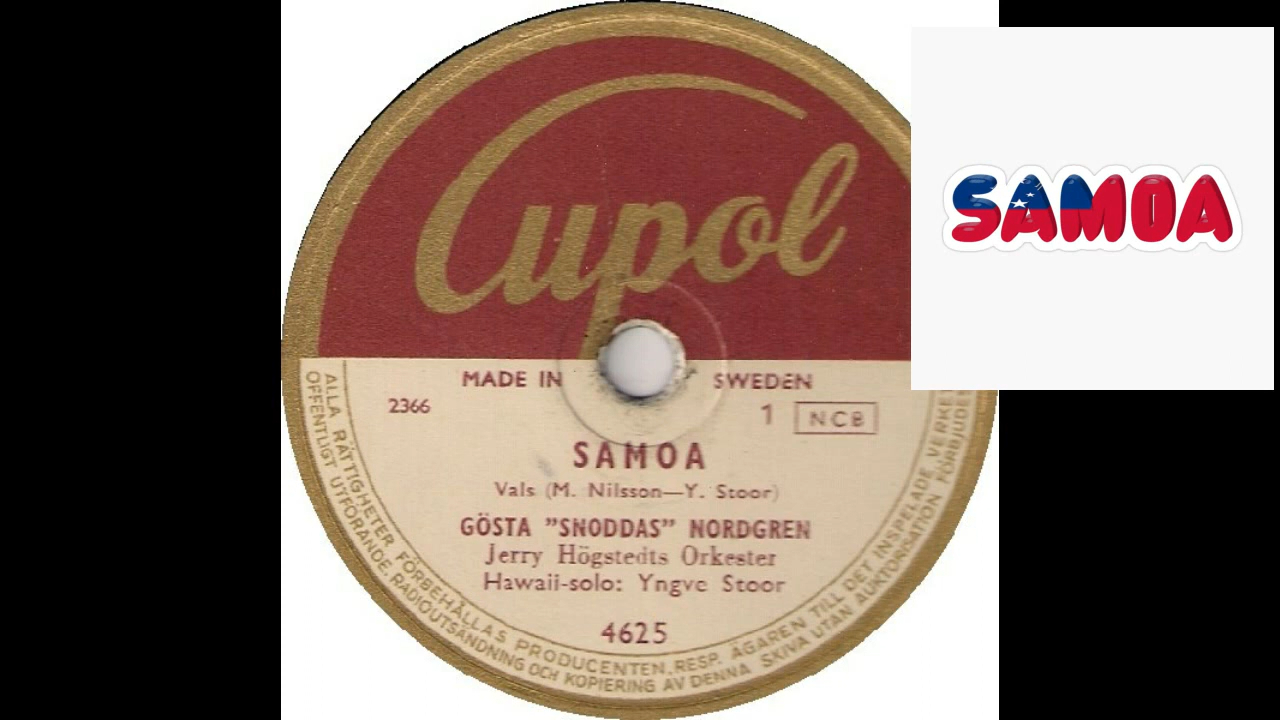 Cupol
SAMOA
MADE IN SWEDEN
2366
1 NCB
SAMOA
Vals (M. Nilsson—Y. Stoor)
GÖSTA ”SNODDAS” NORDGREN
Jerry Högstedts Orkester
Hawaii-solo: Yngve Stoor
4625
ALLA RÄTTIGHETER FÖRBEHÅLLAS PRODUCENTEN, RESP. ÄGAREN TILL DET INSPELADE VERKET
OFFENTLIGT UTFÖRANDE, RADIOUTSÄNDNING OCH KOPIERING AV DENNA SKIVA UTAN AUKTORISATION FÖRBJUDES